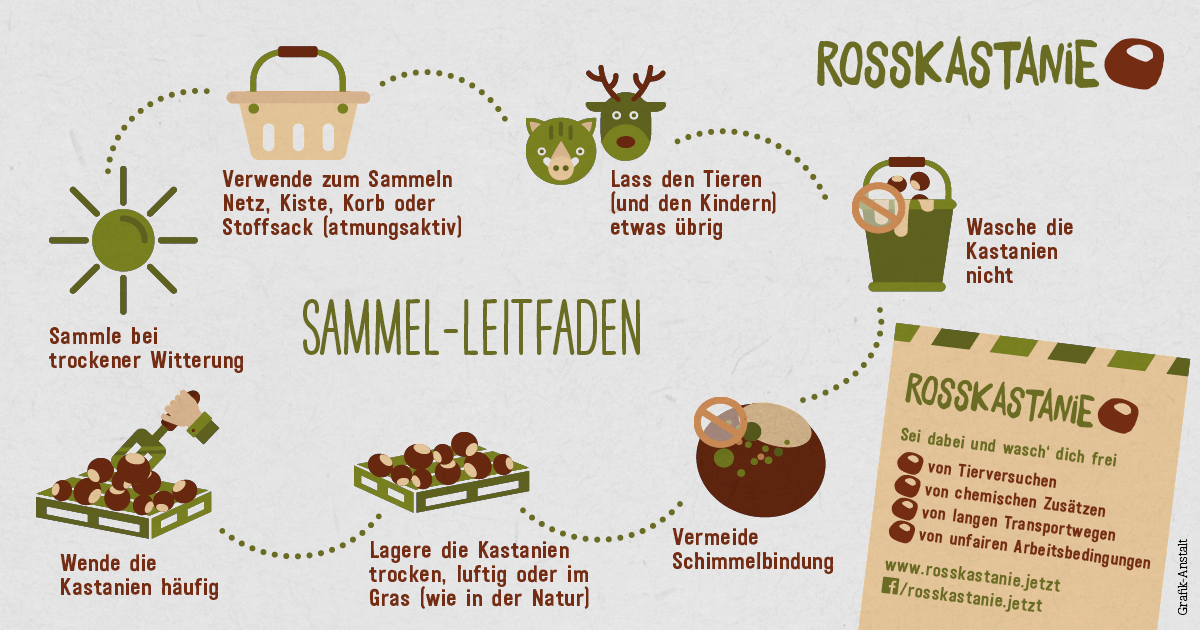 ROSSKASTANiE
Verwende zum Sammeln
Netz, Kiste, Korb oder
Stoffsack (atmungsaktiv)
Lass den Tieren
(und den Kindern)
etwas übrig
Wasche die
Kastanien
nicht
SAMMEL-LEITFADEN
Sammle bei
trockener Witterung
Wende die
Kastanien häufig
Lagere die Kastanien
trocken, luftig oder im
Gras (wie in der Natur)
Vermeide
Schimmelbindung
ROSSKASTANiE
Sei dabei und wasch' dich frei
von Tierversuchen
von chemischen Zusätzen
von langen Transportwegen
von unfairen Arbeitsbedingungen
www.rosskastanie.jetzt
f/rosskastanie.jetzt
Grafik-Anstalt